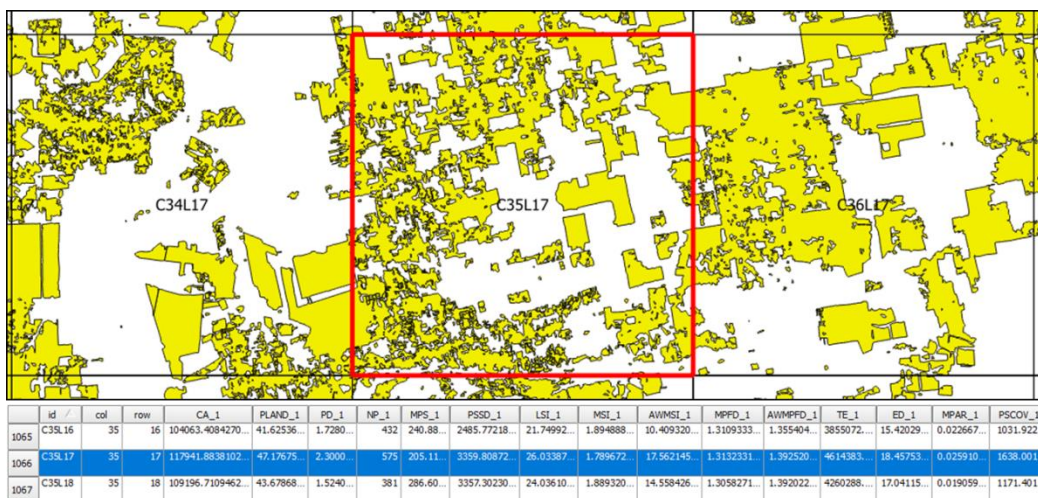 C34L17 C35L17 C36L17
id col row CA_1 PLAND_1 PD_1 NP_1 MPS_1 PSSD_1 LSI_1 MSI_1 AWMSI_1 MPFD_1 AWMPFD_1 TE_1 ED_1 MPAR_1 PSCOV_1
1065 C35L16 35 16 104063.4084270... 41.62536... 1.7280... 432 240.88... 2485.77218... 21.74992... 1.894888... 10.409320... 1.3109333... 1.355404... 3855072.... 15.42029... 0.022667... 1031.922
1066 C35L17 35 17 117941.8838102... 47.17675... 2.3000... 575 205.11... 3359.80872... 26.03387... 1.789672... 17.562145... 1.3132331... 1.392520... 4614383.... 18.45753... 0.025910... 1638.001
1067 C35L18 35 18 109196.7109462... 43.67868... 1.5240... 381 286.60... 3357.30230... 24.03610... 1.889320... 14.558426... 1.3058271... 1.392022... 4260288.... 17.04115... 0.019059... 1171.401